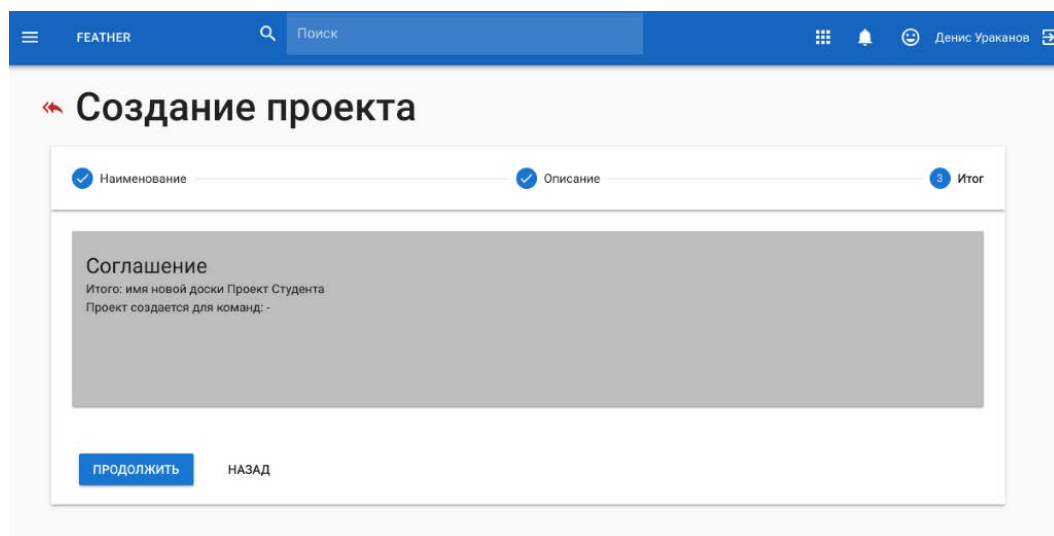 FEATHER
Поиск
Денис Ураканов
Создание проекта
Наименование
Описание
3 Итог
Соглашение
Итого: имя новой доски Проект Студента
Проект создается для команд: -
ПРОДОЛЖИТЬ
НАЗАД